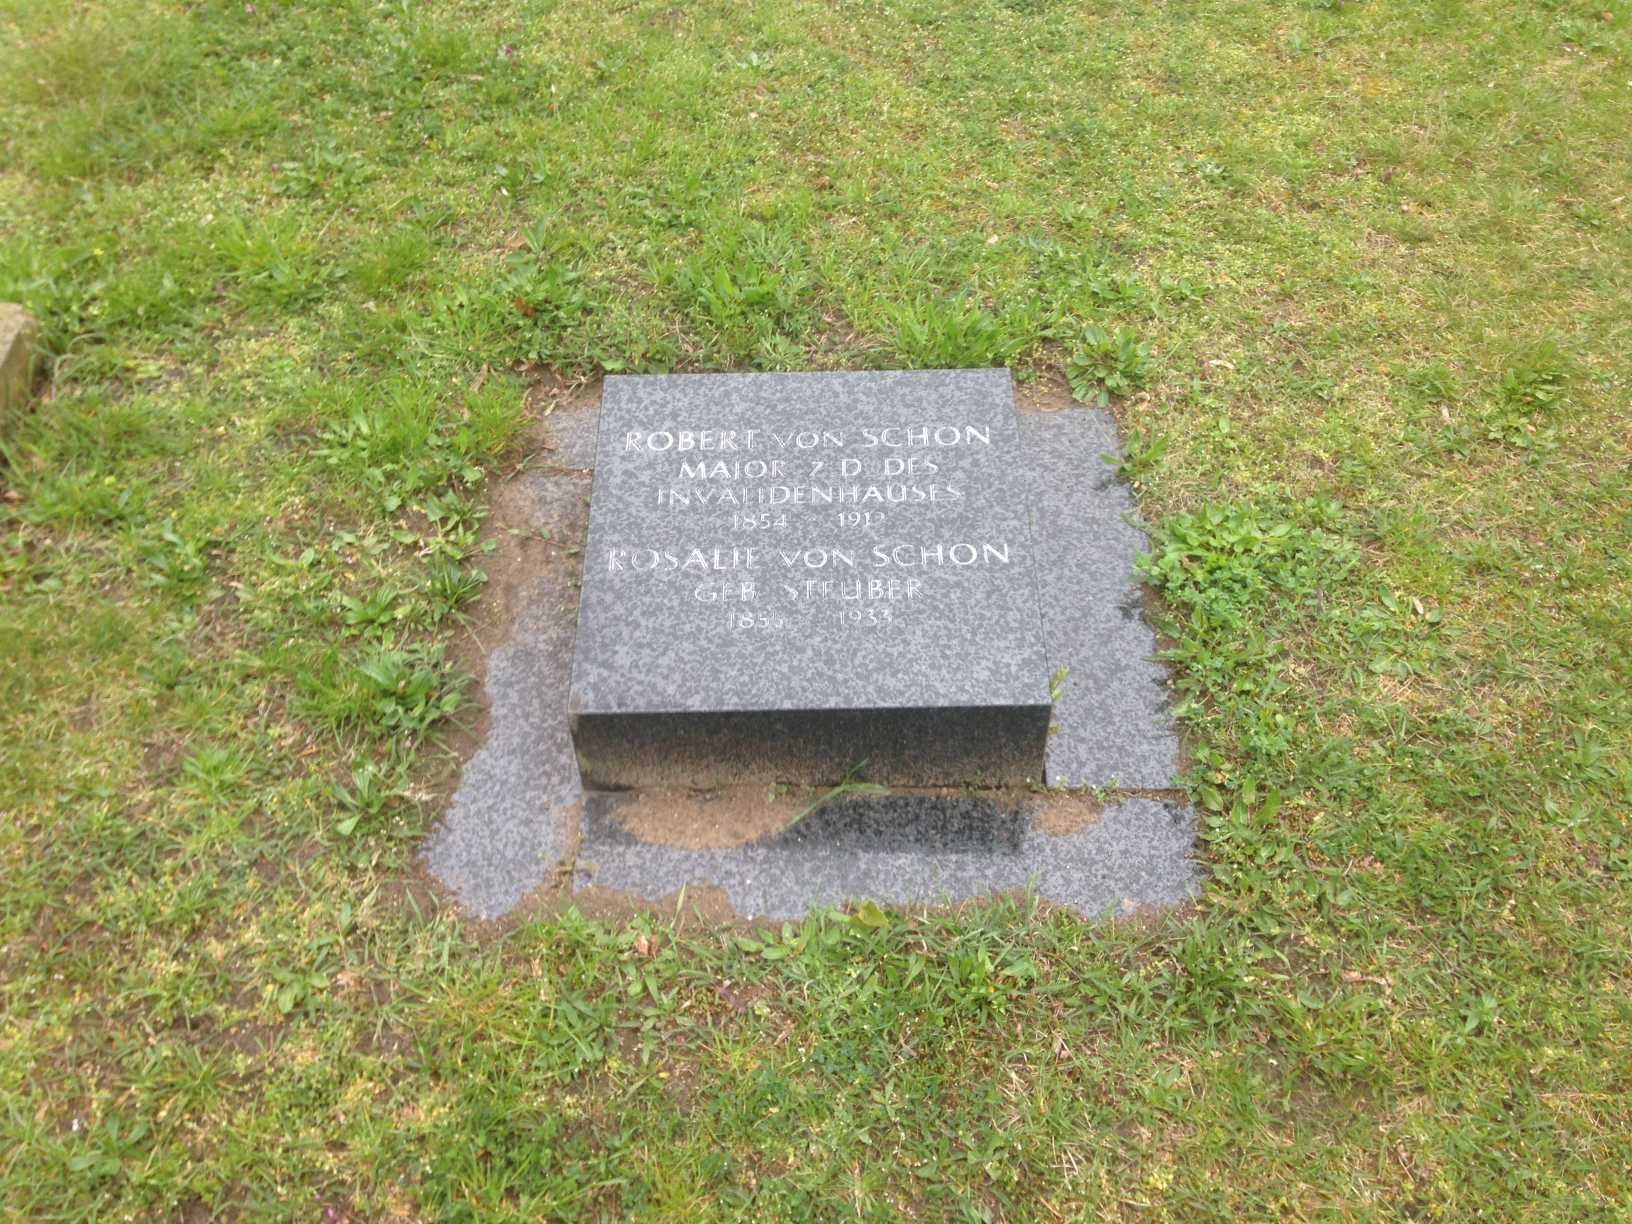 ROBERT VON SCHON
MAJOR Z. D. DES
INVALIDENHAUSES
1854 -
ROSALIE VON SCHON
GEB. STEUBER
1933